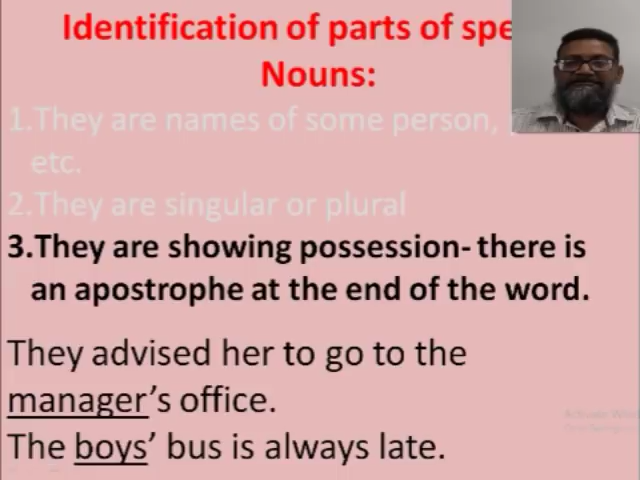 Identification of parts of spe
Nouns:
1.They are names of some person,
etc.
2.They are singular or plural
3.They are showing possession- there is
an apostrophe at the end of the word.
They advised her to go to the
manager’s office.
The boys’ bus is always late.